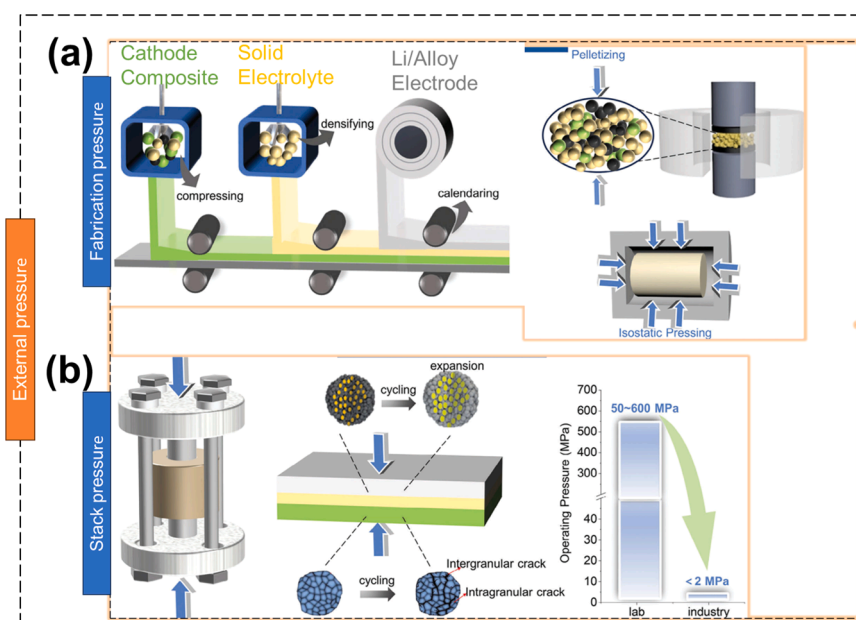 External pressure
(a)
Fabrication pressure
Cathode
Composite
Solid
Electrolyte
Li/Alloy
Electrode
densifying
compressing
calendaring
Pelletizing
Isostatic Pressing
(b)
Stack pressure
expansion
cycling
cycling
Intergranular crack
Intragranular crack
Operating Pressure (MPa)
700
600
500
400
300
50
40
30
20
10
0
50~600 MPa
< 2 MPa
lab
industry